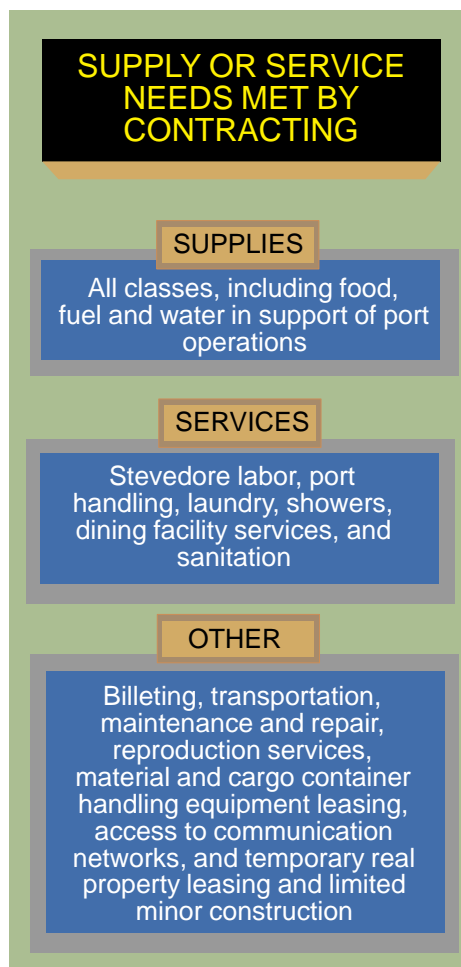 SUPPLY OR SERVICE
NEEDS MET BY
CONTRACTING
SUPPLIES
All classes, including food,
fuel and water in support of port
operations
SERVICES
Stevedore labor, port
handling, laundry, showers,
dining facility services, and
sanitation
OTHER
Billeting, transportation,
maintenance and repair,
reproduction services,
material and cargo container
handling equipment leasing,
access to communication
networks, and temporary real
property leasing and limited
minor construction